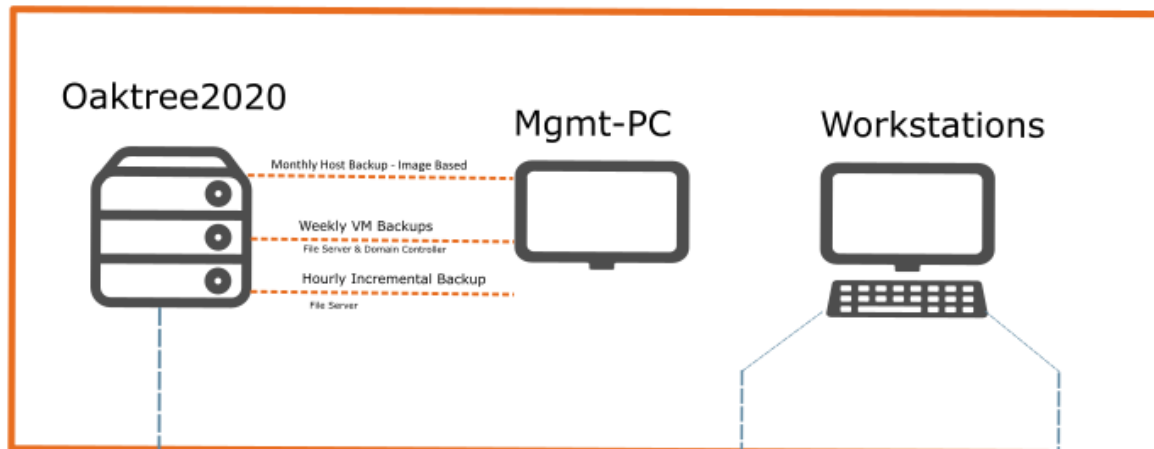 Oaktree2020
Mgmt-PC
Workstations
Monthly Host Backup - Image Based
Weekly VM Backups
File Server & Domain Controller
Hourly Incremental Backup
File Server